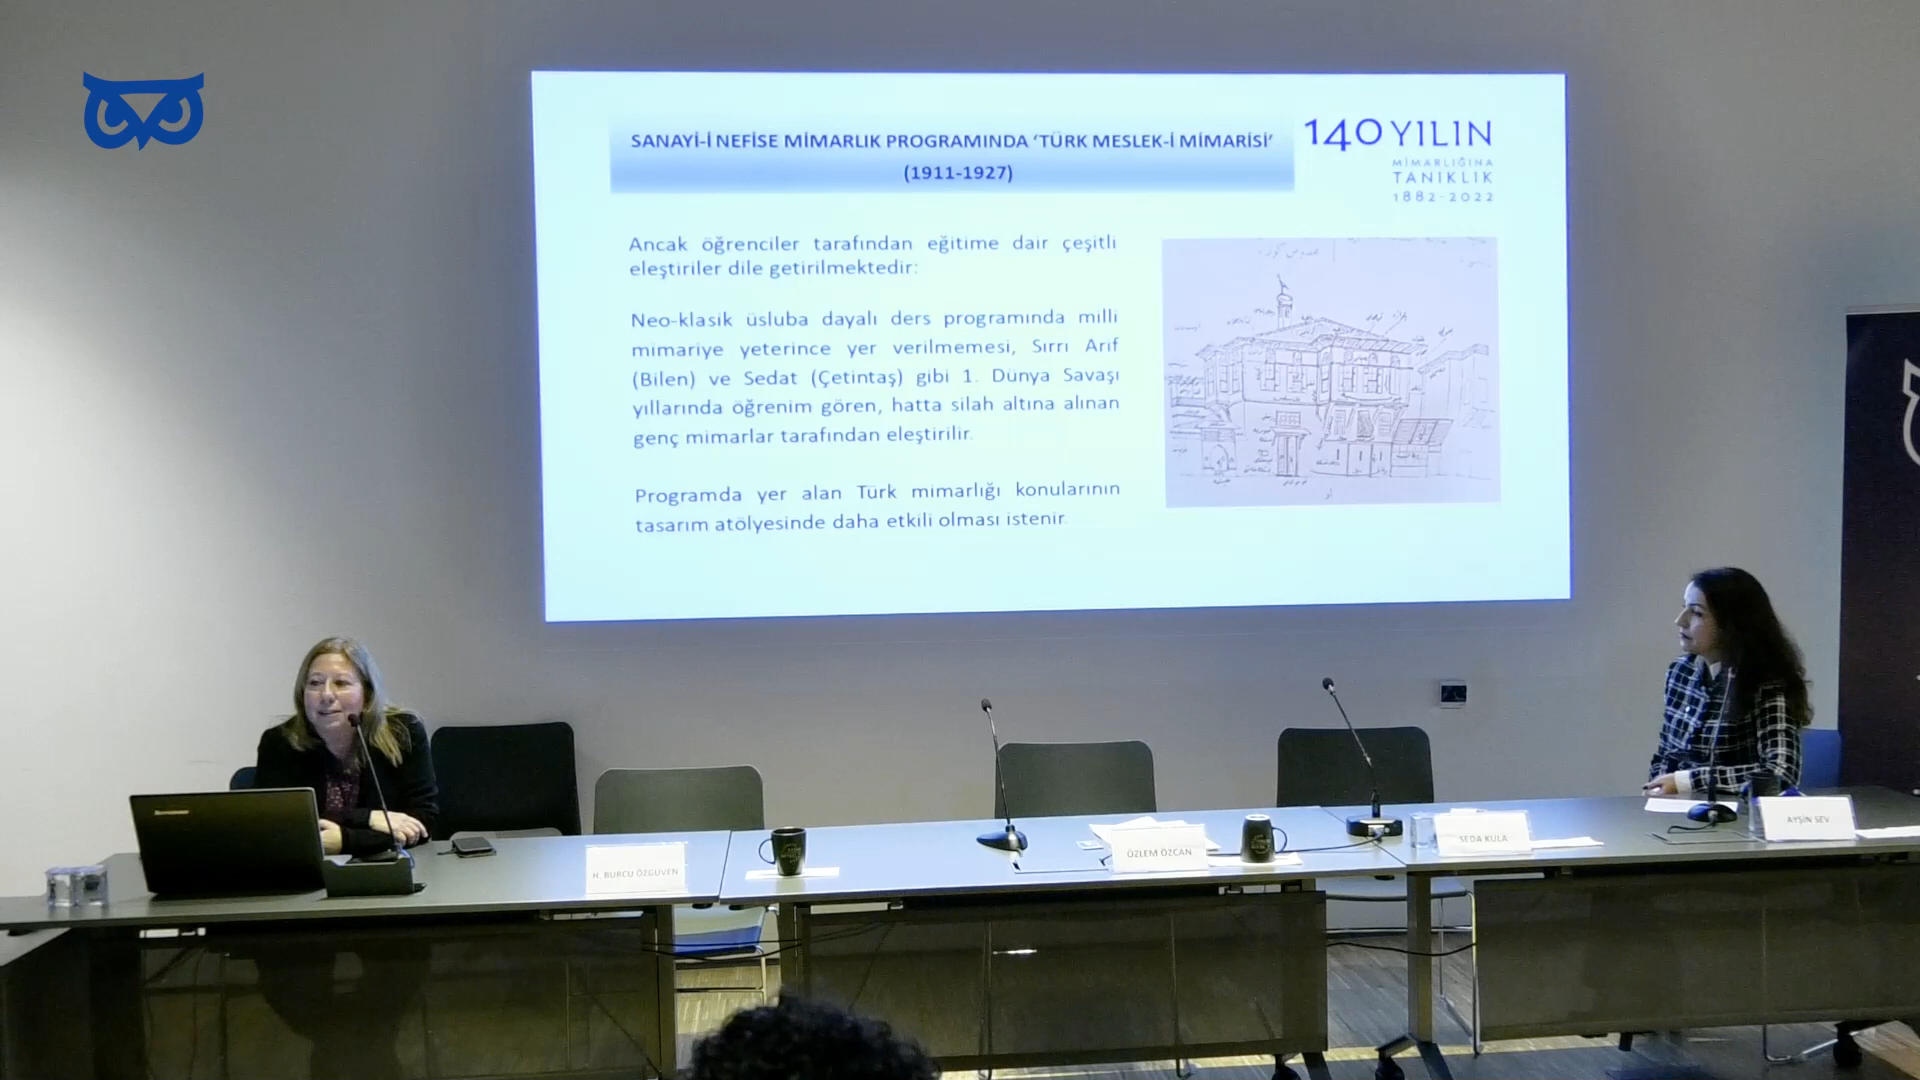 SANAYİ-İ NEFİSE MİMARLIK PROGRAMINDA ‘TÜRK MESLEK-İ MİMARİSİ’
(1911-1927)
140 YILIN
MİMARLIĞINA
TANIKLIK
1882-2022
Ancak öğrenciler tarafından eğitime dair çeşitli
eleştiriler dile getirilmektedir:
Neo-klasik üsluba dayalı ders programında milli
mimariye yeterince yer verilmemesi, Sırrı Arif
(Bilen) ve Sedat (Çetintaş) gibi 1. Dünya Savaşı
yıllarında öğrenim gören, hatta silah altına alınan
genç mimarlar tarafından eleştirilir.
Programda yer alan Türk mimarlığı konularının
tasarım atölyesinde daha etkili olması istenir.
H. BURCU ÖZGÜVEN
ÖZLEM ÖZCAN
SEDA KULA
AYŞİN SEV